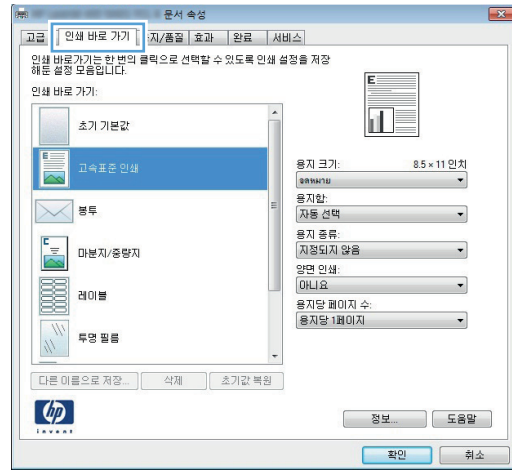 문서 속성
고급 인쇄 바로 가기 지/품질 효과 완료 서비스
인쇄 바로가기는 한 번의 클릭으로 선택할 수 있도록 인쇄 설정을 저장
해둔 설정 모음입니다.
인쇄 바로 가기:
초기 기본값
고속표준 인쇄
봉투
마분지/중량지
레이블
투명 필름
다른 이름으로 저장... 삭제 초기값 복원
E
용지 크기: 8.5 × 11 인치
จดหมาย
용지함:
자동 선택
용지 종류:
지정되지 않음
양면 인쇄:
아니요
용지당 페이지 수:
용지당 1페이지
hp
invent
정보... 도움말
확인 취소